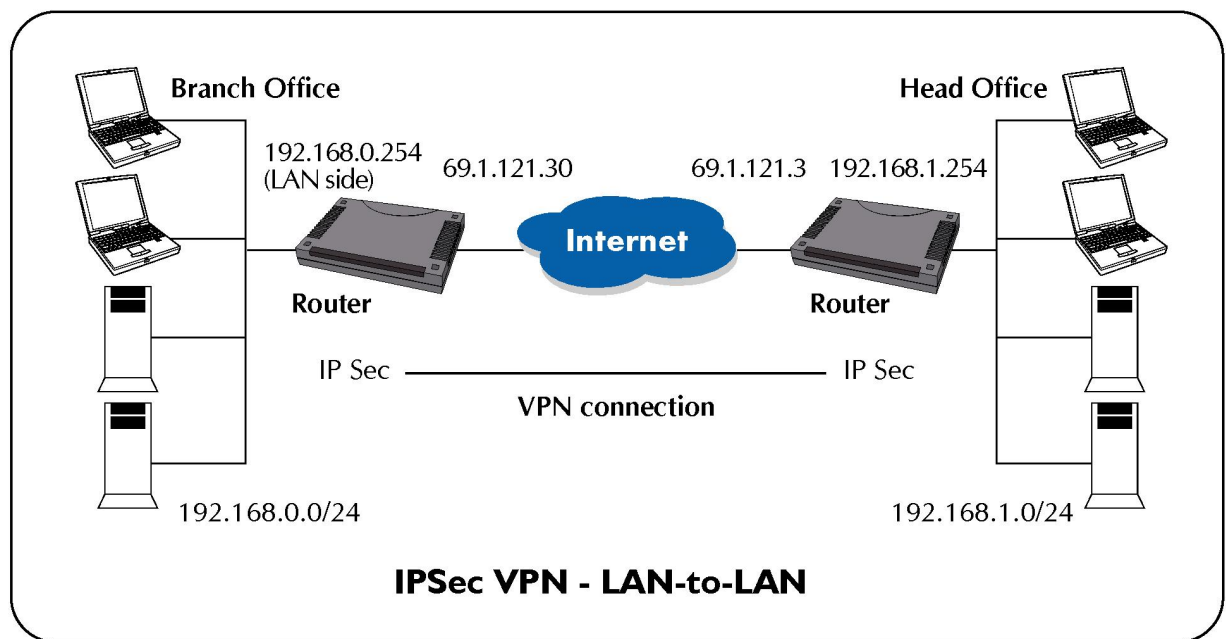 Branch Office
Head Office
192.168.0.254
(LAN side)
69.1.121.30
69.1.121.3
192.168.1.254
Internet
Router
Router
IP Sec
IP Sec
VPN connection
192.168.0.0/24
192.168.1.0/24
IPSec VPN - LAN-to-LAN